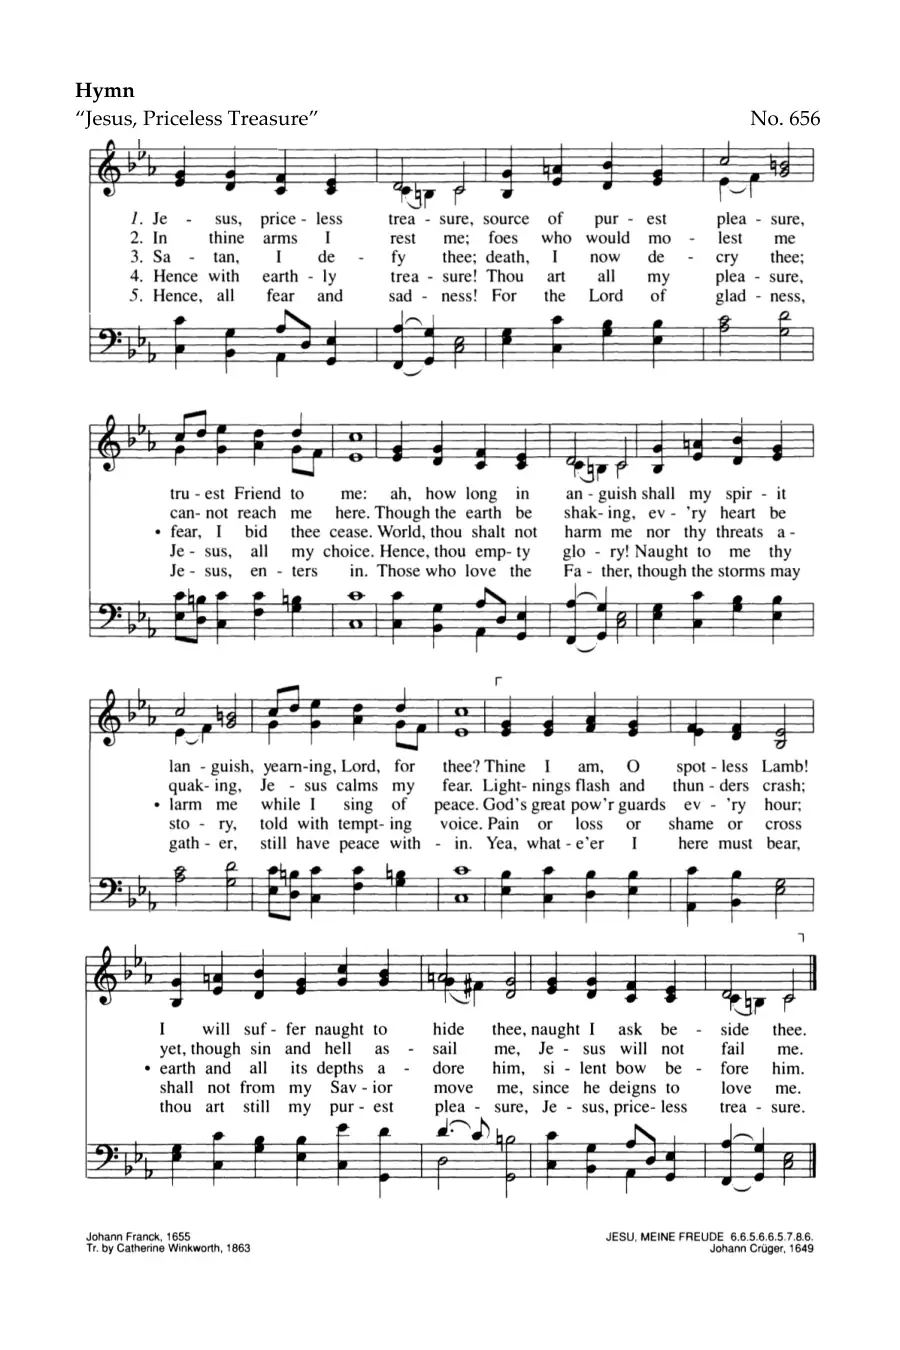 Hymn
“Jesus, Priceless Treasure” No. 656
1. Je - sus, price - less trea - sure, source of pur - est plea - sure,
2. In thine arms I rest me; foes who would mo - lest me
3. Sa - tan, I de - fy thee; death, I now de - cry thee;
4. Hence with earth - ly trea - sure! Thou art all my plea - sure,
5. Hence, all fear and sad - ness! For the Lord of glad - ness,
tru - est Friend to me: ah, how long in an - guish shall my spir - it
can- not reach me here. Though the earth be shak- ing, ev - 'ry heart be
• fear, I bid thee cease. World, thou shalt not harm me nor thy threats a -
Je - sus, all my choice. Hence, thou emp- ty glo - ry! Naught to me thy
Je - sus, en - ters in. Those who love the Fa - ther, though the storms may
lan - guish, yearn-ing, Lord, for thee? Thine I am, O spot - less Lamb!
quak- ing, Je - sus calms my fear. Light- nings flash and thun - ders crash;
• larm me while I sing of peace. God's great pow'r guards ev - 'ry hour;
sto - ry, told with tempt- ing voice. Pain or loss or shame or cross
gath - er, still have peace with - in. Yea, what - e'er I here must bear,
I will suf - fer naught to hide thee, naught I ask be - side thee.
yet, though sin and hell as - sail me, Je - sus will not fail me.
• earth and all its depths a - dore him, si - lent bow be - fore him.
shall not from my Sav - ior move me, since he deigns to love me.
thou art still my pur - est plea - sure, Je - sus, price- less trea - sure.
Johann Franck, 1655 JESU, MEINE FREUDE 6.6.5.6.6.5.7.8.6.
Tr. by Catherine Winkworth, 1863 Johann Crüger, 1649